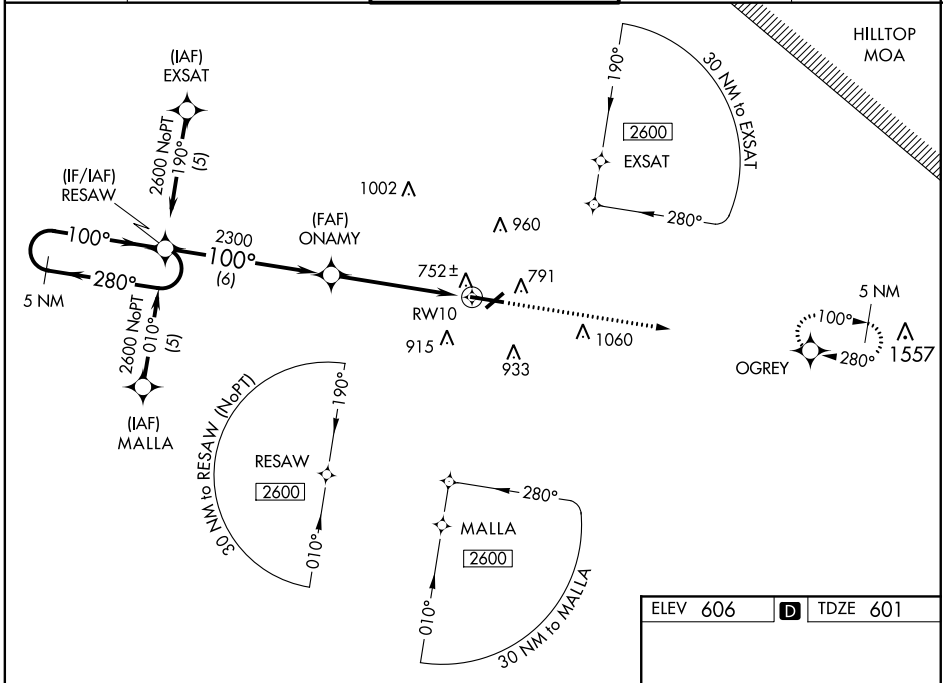 HILLTOP
MOA
(IAF)
EXSAT
2600 NoPT
190°
(5)
(IF/IAF)
RESAW
100°
280°
5 NM
2600 NoPT
010°
(5)
(IAF)
MALLA
2300
100°
(6)
(FAF)
ONAMY
1002
960
752±
791
RW10
915
933
1060
190°
30 NM to EXSAT
2600
EXSAT
280°
5 NM
100°
280°
OGREY
1557
30 NM to RESAW (NoPT)
190°
RESAW
2600
010°
280°
MALLA
2600
010°
30 NM to MALLA
ELEV 606
D
TDZE 601